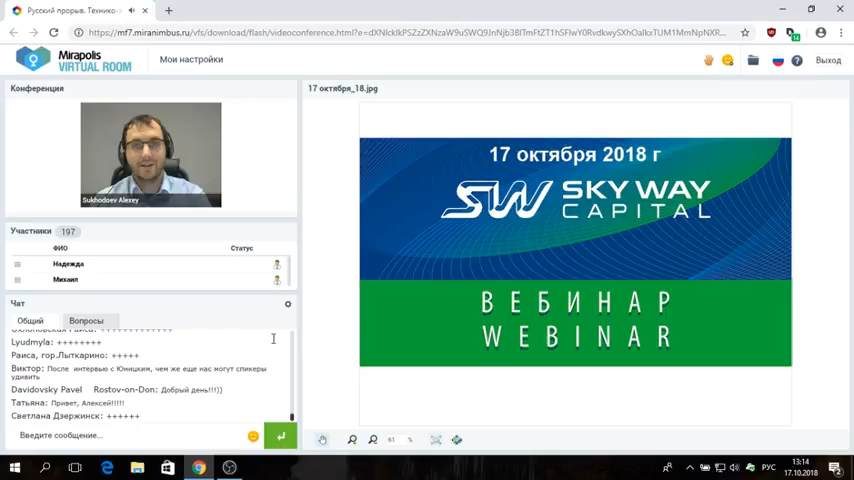 Русский прорыв. Технико-
https://mf7.miranimbus.ru/vfs/download/flash/videoconference.html?e=
Mirapolis
VIRTUAL ROOM
Мои настройки
Выход
Конференция
Sukhodoev Alexey
Участники 197
ФИО Статус
Надежда
Михаил
Чат
Общий Вопросы
Охлоповская Раиса: +++++++++++++
Lyudmyla: ++++++++
Раиса, гор.Лыткарино: +++++
Виктор: После интервью с Юницким, чем же еще нас могут спикеры
удивить
Davidovsky Pavel Rostov-on-Don: Добрый день!!!))
Татьяна: Привет, Алексей!!!!!
Светлана Дзержинск: ++++++
Введите сообщение...
17 октября_18.jpg
17 октября 2018 г
SW SKY WAY
CAPITAL
ВЕБИНАР
WEBINAR
61 %
РУС
13:14
17.10.2018